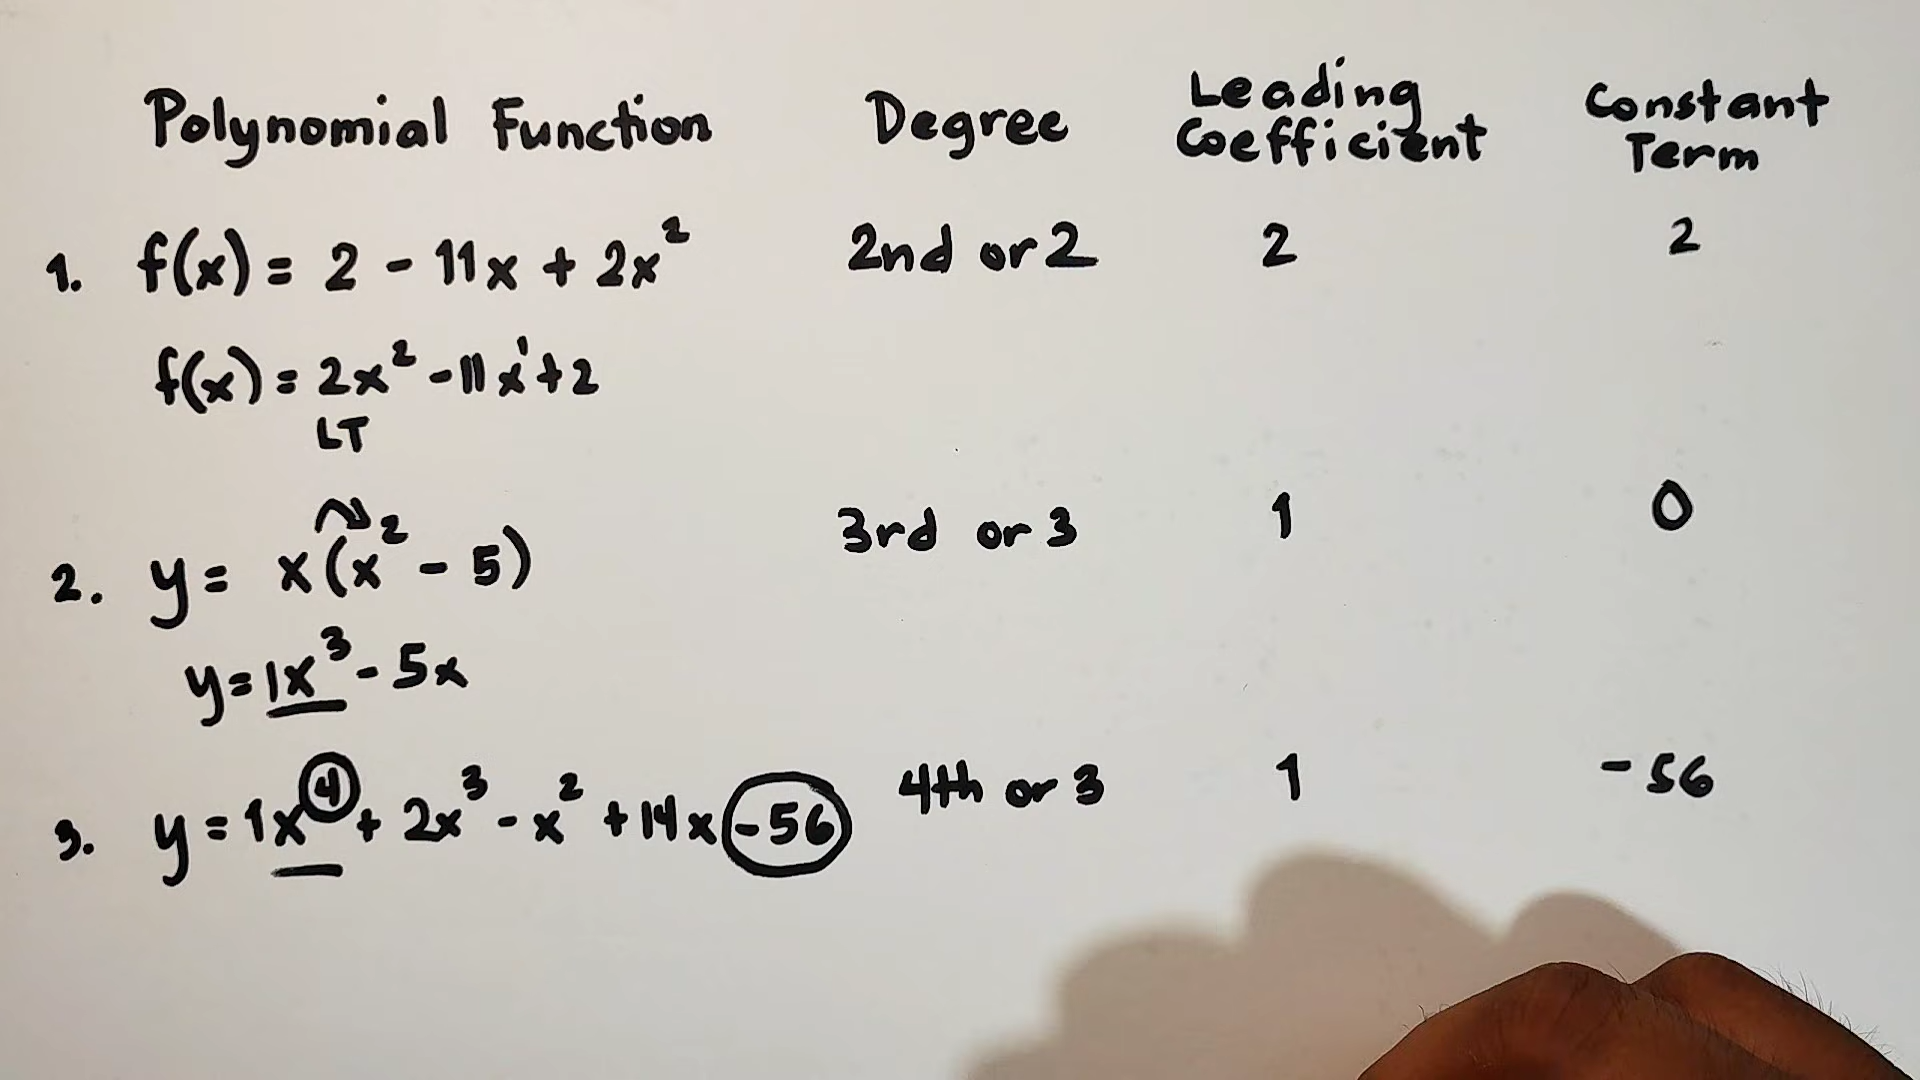 Polynomial Function Degree Leading Coefficient Constant Term
1. f(x) = 2 - 11x + 2x² 2nd or 2 2 2
f(x) = 2x² - 11x¹ + 2
LT
2. y = x(x² - 5) 3rd or 3 1 0
y = 1x³ - 5x
3. y = 1x⁴ + 2x³ - x² + 14x - 56 4th or 3 1 -56